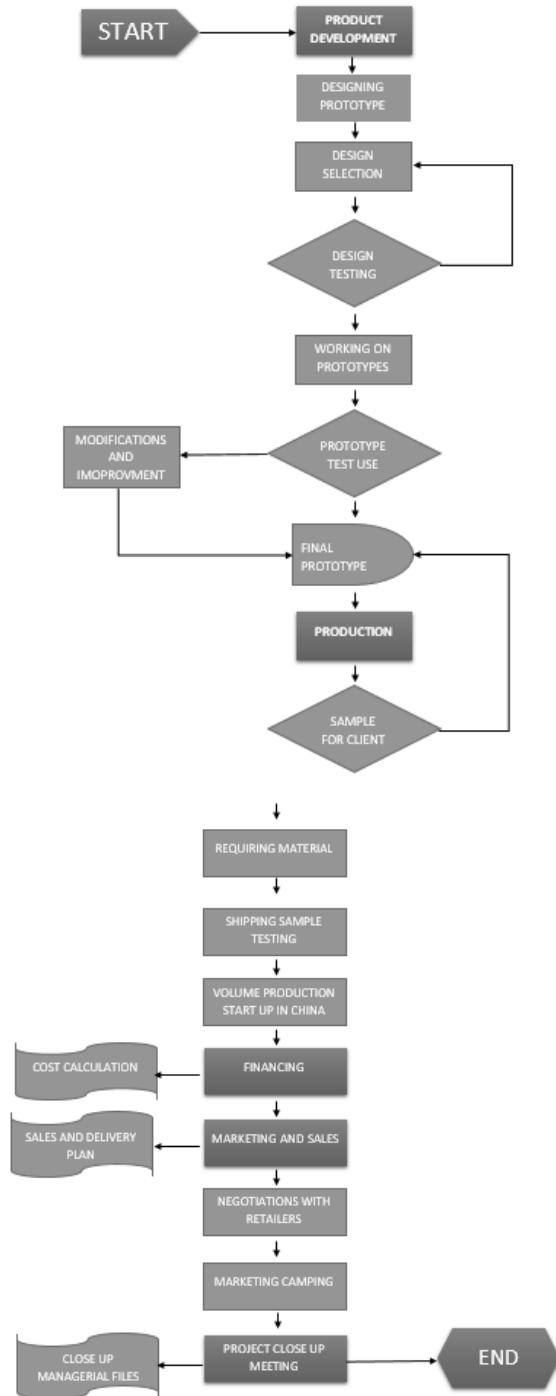 START
PRODUCT
DEVELOPMENT
DESIGNING
PROTOTYPE
DESIGN
SELECTION
DESIGN
TESTING
WORKING ON
PROTOTYPES
MODIFICATIONS
AND
IMOPROVMENT
PROTOTYPE
TEST USE
FINAL
PROTOTYPE
PRODUCTION
SAMPLE
FOR CLIENT
REQUIRING MATERIAL
SHIPPING SAMPLE
TESTING
VOLUME PRODUCTION
START UP IN CHINA
COST CALCULATION
FINANCING
SALES AND DELIVERY
PLAN
MARKETING AND SALES
NEGOTIATIONS WITH
RETAILERS
MARKETING CAMPING
CLOSE UP
MANAGERIAL FILES
PROJECT CLOSE UP
MEETING
END